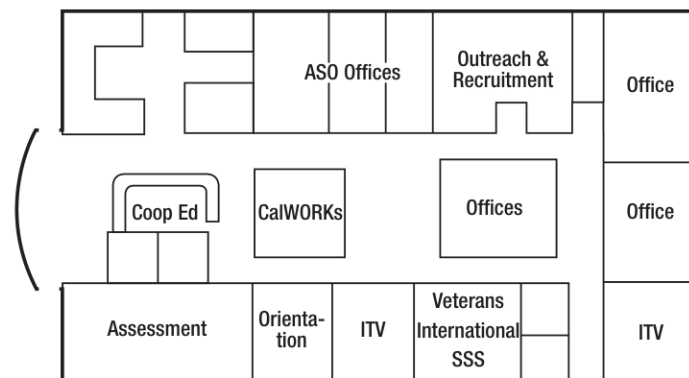 ASO Offices
Outreach &
Recruitment
Office
Coop Ed
CalWORKs
Offices
Office
Assessment
Orienta-
tion
ITV
Veterans
International
SSS
ITV